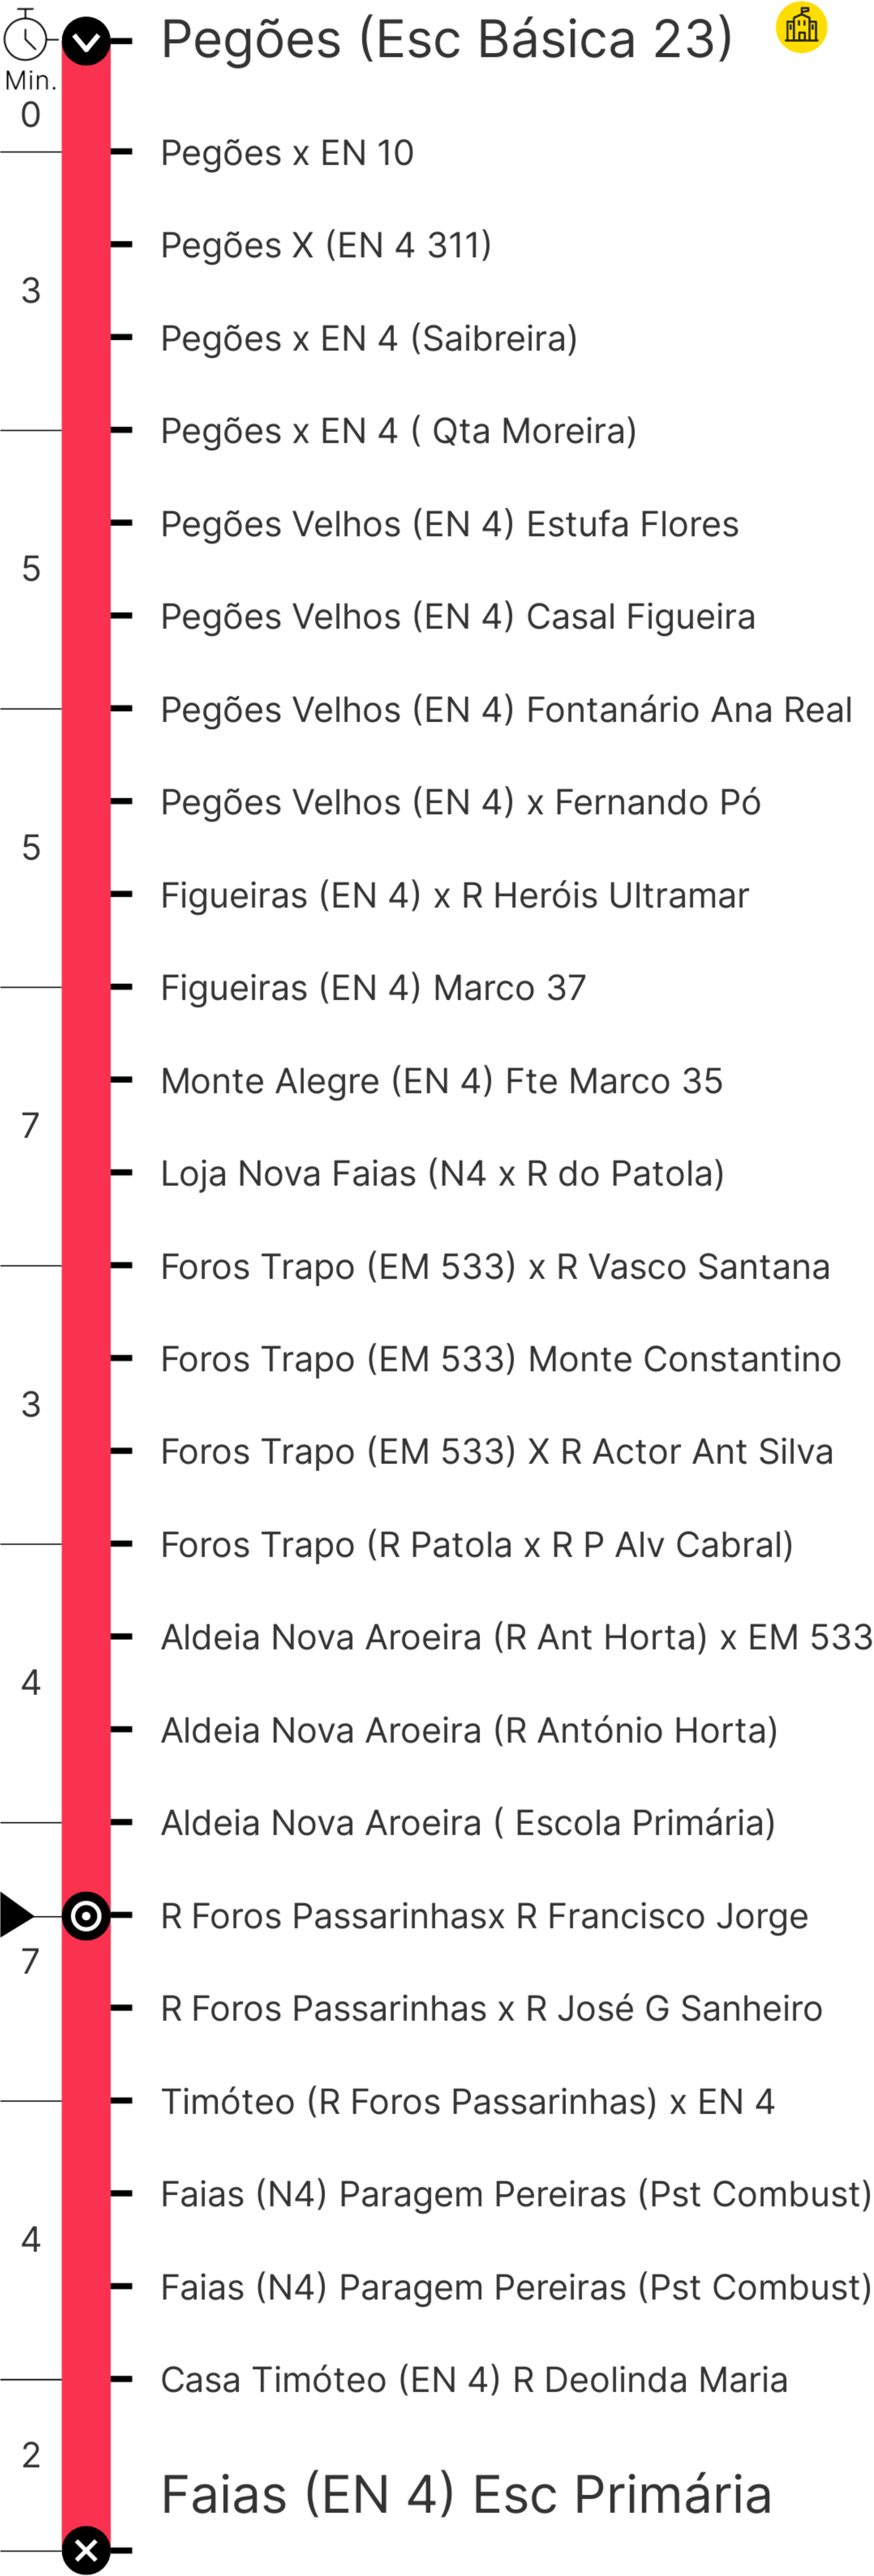 Pegões (Esc Básica 23)
Min.
0
Pegões x EN 10
Pegões X (EN 4 311)
3
Pegões x EN 4 (Saibreira)
Pegões x EN 4 ( Qta Moreira)
Pegões Velhos (EN 4) Estufa Flores
5
Pegões Velhos (EN 4) Casal Figueira
Pegões Velhos (EN 4) Fontanário Ana Real
Pegões Velhos (EN 4) x Fernando Pó
5
Figueiras (EN 4) x R Heróis Ultramar
Figueiras (EN 4) Marco 37
Monte Alegre (EN 4) Fte Marco 35
7
Loja Nova Faias (N4 x R do Patola)
Foros Trapo (EM 533) x R Vasco Santana
Foros Trapo (EM 533) Monte Constantino
3
Foros Trapo (EM 533) X R Actor Ant Silva
Foros Trapo (R Patola x R P Alv Cabral)
Aldeia Nova Aroeira (R Ant Horta) x EM 533
4
Aldeia Nova Aroeira (R António Horta)
Aldeia Nova Aroeira ( Escola Primária)
R Foros Passarinhasx R Francisco Jorge
7
R Foros Passarinhas x R José G Sanheiro
Timóteo (R Foros Passarinhas) x EN 4
Faias (N4) Paragem Pereiras (Pst Combust)
4
Faias (N4) Paragem Pereiras (Pst Combust)
Casa Timóteo (EN 4) R Deolinda Maria
2
Faias (EN 4) Esc Primária